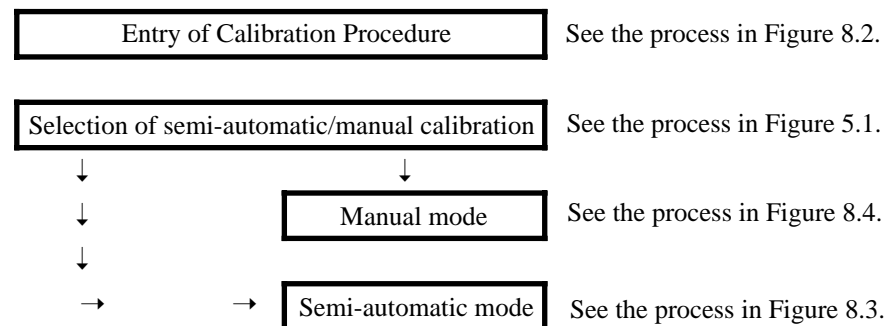 Entry of Calibration Procedure See the process in Figure 8.2.
Selection of semi-automatic/manual calibration See the process in Figure 5.1.
↓ ↓
↓ Manual mode See the process in Figure 8.4.
↓
→ → Semi-automatic mode See the process in Figure 8.3.